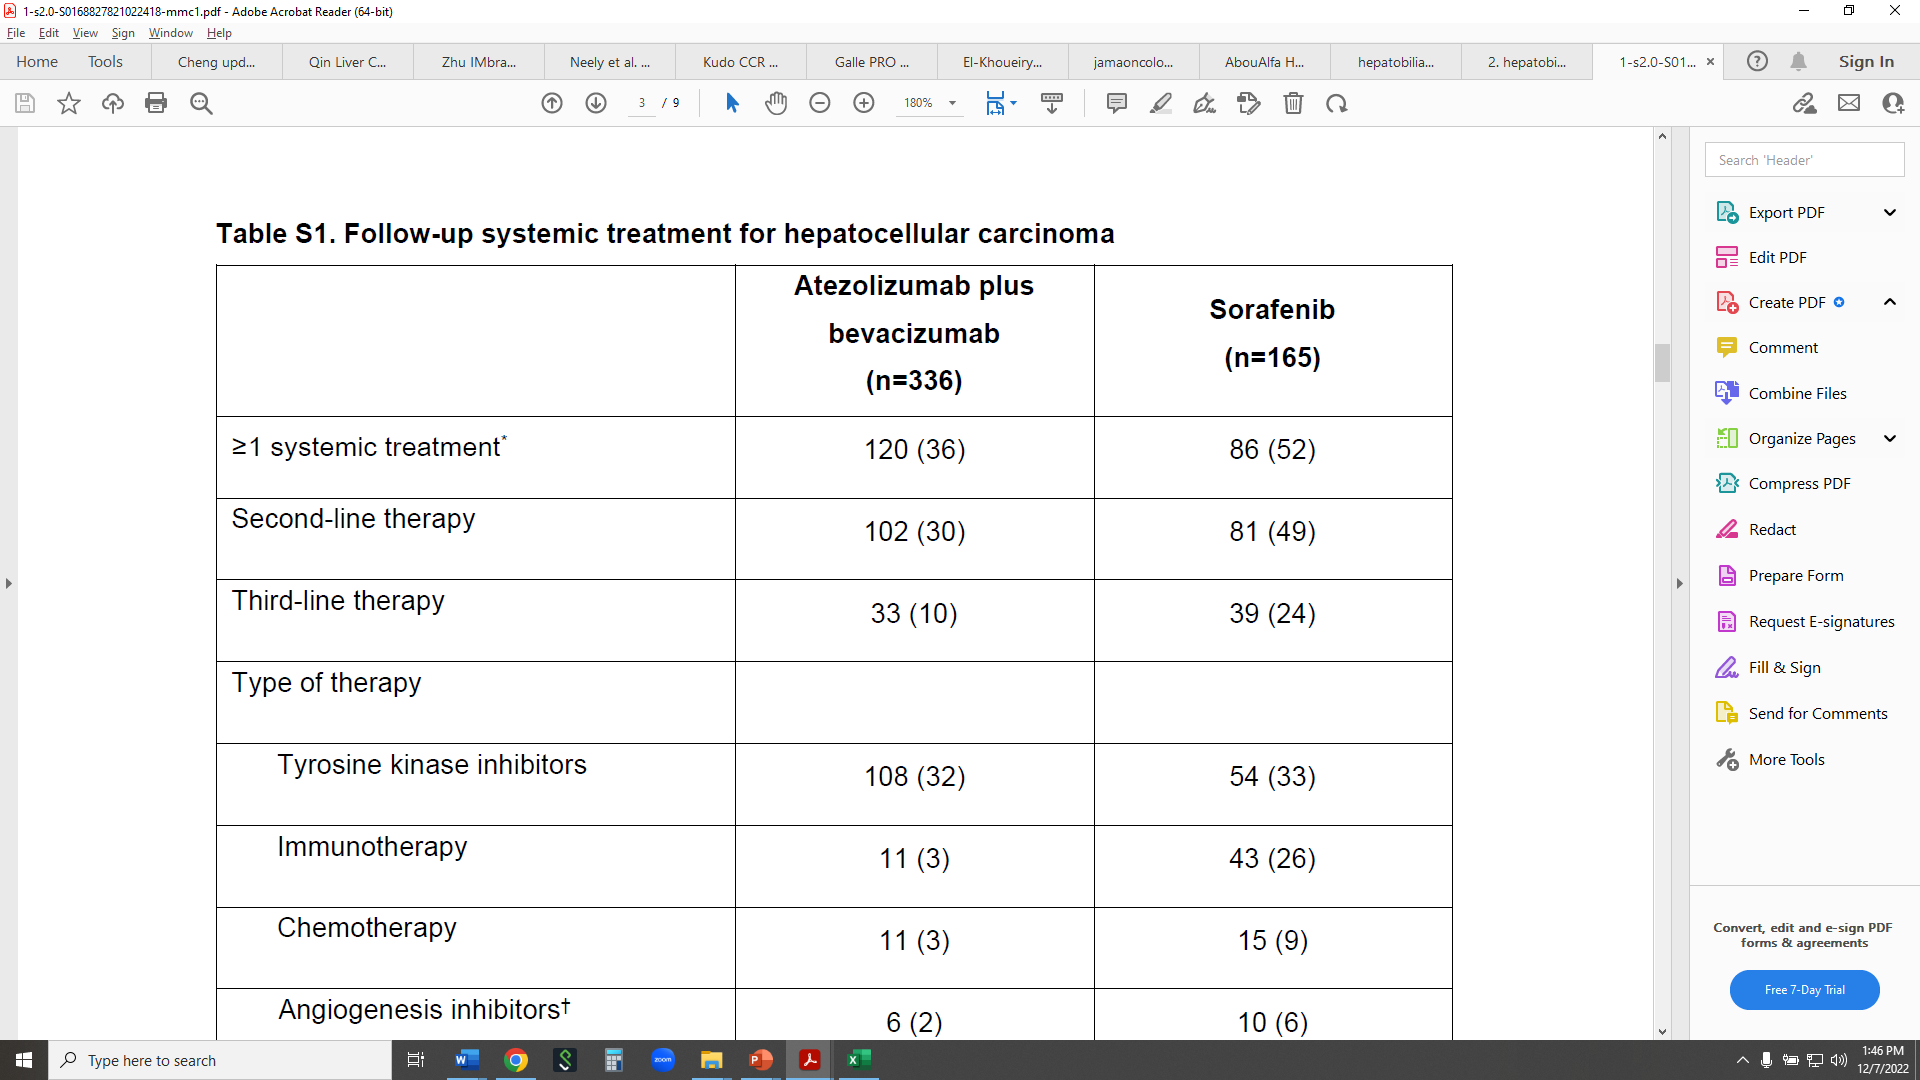 1-s2.0-S0168827821022418-mmc1.pdf - Adobe Acrobat Reader (64-bit)
File Edit View Sign Window Help
Home Tools Cheng upd... Qin Liver C... Zhu IMbra... Neely et al. ... Kudo CCR ... Galle PRO ... El-Khoueiry... jamaoncolo... AbouAlfa H... hepatobilia... 2. hepatobi... 1-s2.0-S01... × Sign In
3 / 9 180%
Search 'Header'
Export PDF
Edit PDF
Create PDF
Comment
Combine Files
Organize Pages
Compress PDF
Redact
Prepare Form
Request E-signatures
Fill & Sign
Send for Comments
More Tools
Convert, edit and e-sign PDF
forms & agreements
Free 7-Day Trial
Table S1. Follow-up systemic treatment for hepatocellular carcinoma
Atezolizumab plus
bevacizumab
(n=336)
Sorafenib
(n=165)
≥1 systemic treatment* 120 (36) 86 (52)
Second-line therapy 102 (30) 81 (49)
Third-line therapy 33 (10) 39 (24)
Type of therapy
Tyrosine kinase inhibitors 108 (32) 54 (33)
Immunotherapy 11 (3) 43 (26)
Chemotherapy 11 (3) 15 (9)
Angiogenesis inhibitors† 6 (2) 10 (6)
Type here to search
zoom
1:46 PM
12/7/2022